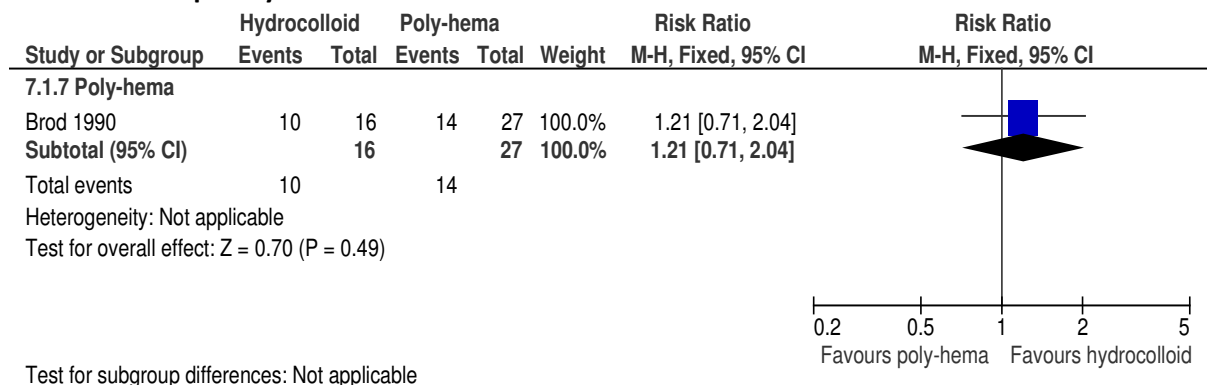 Hydrocolloid Poly-hema Risk Ratio Risk Ratio
Study or Subgroup Events Total Events Total Weight M-H, Fixed, 95% CI M-H, Fixed, 95% CI
7.1.7 Poly-hema
Brod 1990 10 16 14 27 100.0% 1.21 [0.71, 2.04]
Subtotal (95% CI) 16 27 100.0% 1.21 [0.71, 2.04]
Total events 10 14
Heterogeneity: Not applicable
Test for overall effect: Z = 0.70 (P = 0.49)
0.2 0.5 1 2 5
Favours poly-hema Favours hydrocolloid
Test for subgroup differences: Not applicable